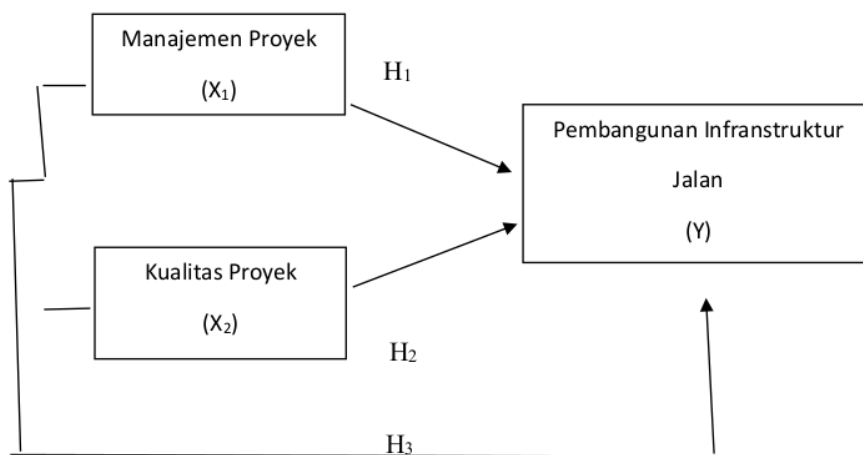 Manajemen Proyek
(X₁)
H₁
Pembangunan Infranstruktur
Jalan
(Y)
Kualitas Proyek
(X₂)
H₂
H₃